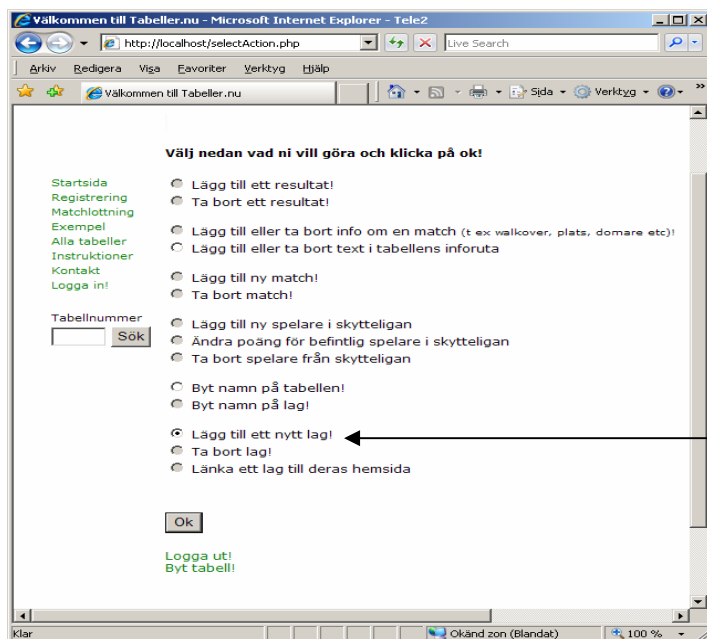 Välkommen till Tabeller.nu - Microsoft Internet Explorer - Tele2
http://localhost/selectAction.php
Live Search
Arkiv Redigera Visa Favoriter Verktyg Hjälp
Välkommen till Tabeller.nu
Sida Verktyg
Välj nedan vad ni vill göra och klicka på ok!
Startsida
Registrering
Matchlottning
Exempel
Alla tabeller
Instruktioner
Kontakt
Logga in!
Tabellnummer
Sök
Lägg till ett resultat!
Ta bort ett resultat!
Lägg till eller ta bort info om en match (t ex walkover, plats, domare etc)!
Lägg till eller ta bort text i tabellens inforuta
Lägg till ny match!
Ta bort match!
Lägg till ny spelare i skytteligan
Ändra poäng för befintlig spelare i skytteligan
Ta bort spelare från skytteligan
Byt namn på tabellen!
Byt namn på lag!
Lägg till ett nytt lag!
Ta bort lag!
Länka ett lag till deras hemsida
Ok
Logga ut!
Byt tabell!
Klar
Okänd zon (Blandat)
100 %